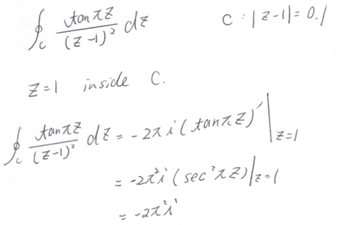 ∮_C tan πz / (z-1)² dz    C : |z-1| = 0.1
z=1 inside C.
∮_C tan πz / (z-1)² dz = -2πi (tan πz)' |_{z=1}
= -2π²i (sec² πz)|_{z=1}
= -2π²i